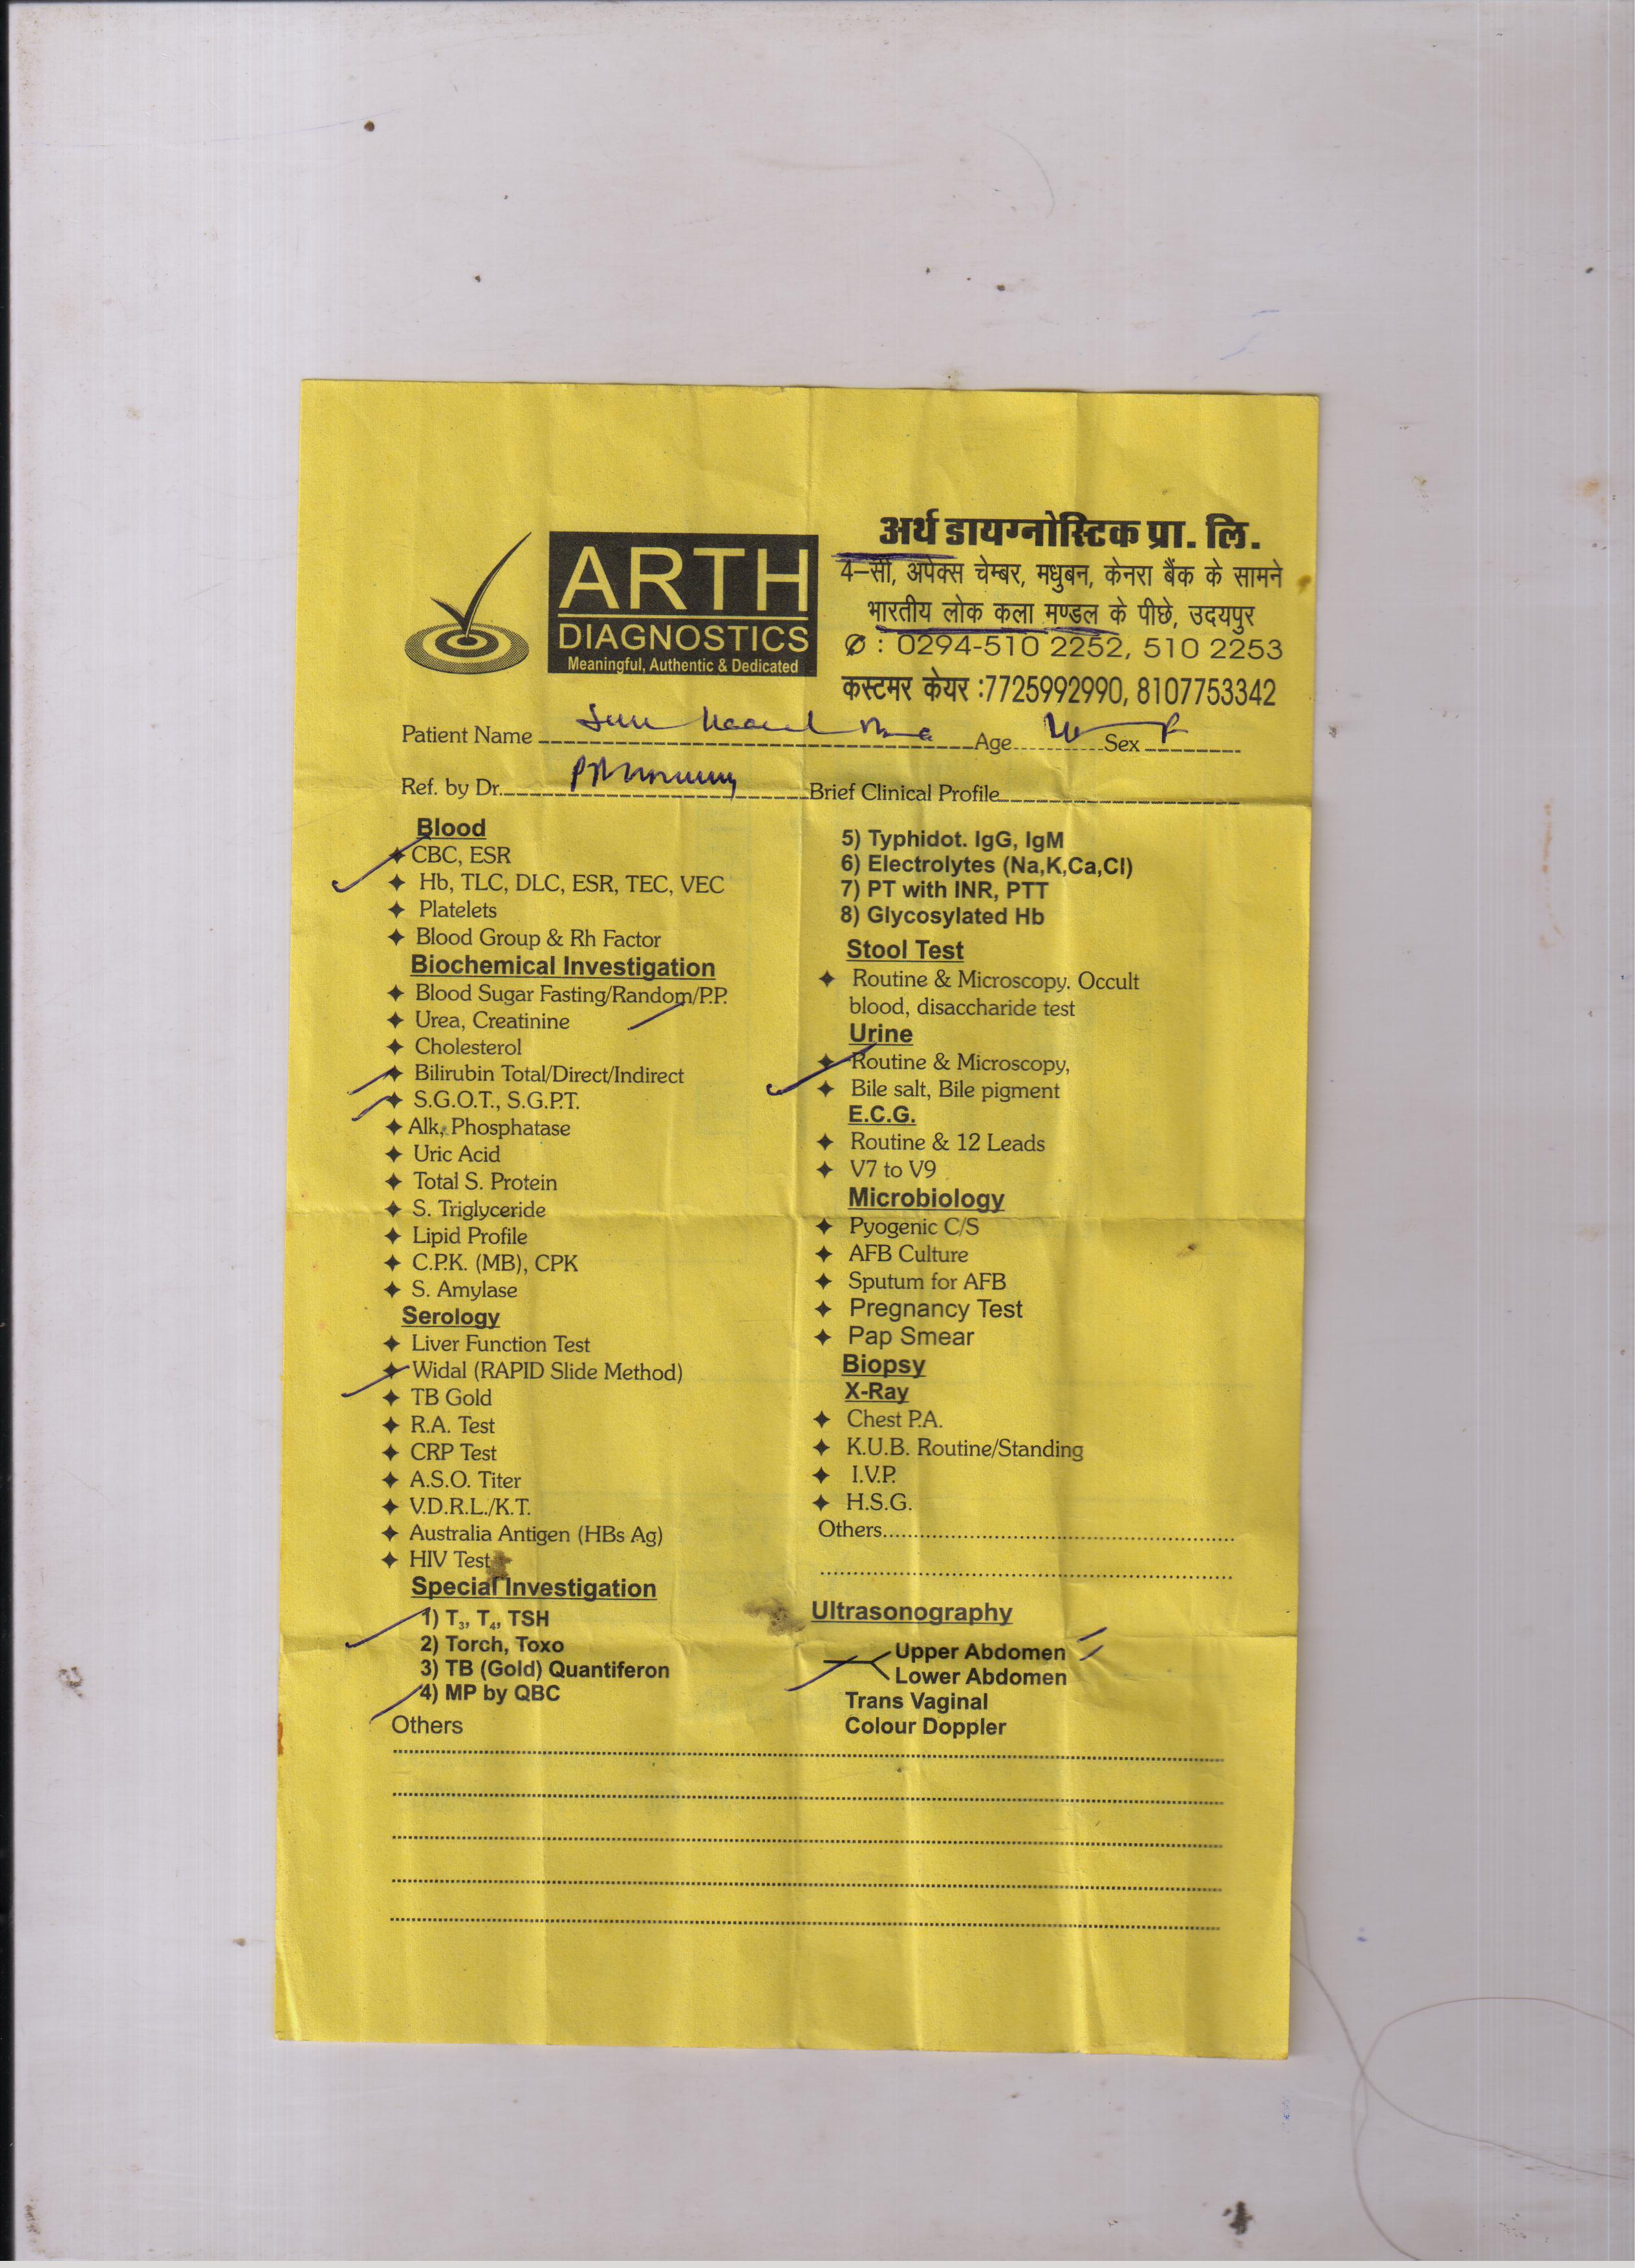 अर्थ डायग्नोस्टिक प्रा. लि.
4–सी, अपेक्स चेम्बर, मधुबन, केनरा बैंक के सामने
भारतीय लोक कला मण्डल के पीछे, उदयपुर
✆ : 0294-510 2252, 510 2253
कस्टमर केयर :7725992990, 8107753342
ARTH
DIAGNOSTICS
Meaningful, Authentic & Dedicated
Patient Name Age Sex F
Ref. by Dr. Brief Clinical Profile
Blood
CBC, ESR
Hb, TLC, DLC, ESR, TEC, VEC
Platelets
Blood Group & Rh Factor
Biochemical Investigation
Blood Sugar Fasting/Random/P.P.
Urea, Creatinine
Cholesterol
Bilirubin Total/Direct/Indirect
S.G.O.T., S.G.P.T.
Alk. Phosphatase
Uric Acid
Total S. Protein
S. Triglyceride
Lipid Profile
C.P.K. (MB), CPK
S. Amylase
Serology
Liver Function Test
Widal (RAPID Slide Method)
TB Gold
R.A. Test
CRP Test
A.S.O. Titer
V.D.R.L./K.T.
Australia Antigen (HBs Ag)
HIV Test
Special Investigation
1) T3, T4, TSH
2) Torch, Toxo
3) TB (Gold) Quantiferon
4) MP by QBC
Others
5) Typhidot. IgG, IgM
6) Electrolytes (Na,K,Ca,Cl)
7) PT with INR, PTT
8) Glycosylated Hb
Stool Test
Routine & Microscopy. Occult
blood, disaccharide test
Urine
Routine & Microscopy,
Bile salt, Bile pigment
E.C.G.
Routine & 12 Leads
V7 to V9
Microbiology
Pyogenic C/S
AFB Culture
Sputum for AFB
Pregnancy Test
Pap Smear
Biopsy
X-Ray
Chest P.A.
K.U.B. Routine/Standing
I.V.P.
H.S.G.
Others
Ultrasonography
Upper Abdomen
Lower Abdomen
Trans Vaginal
Colour Doppler